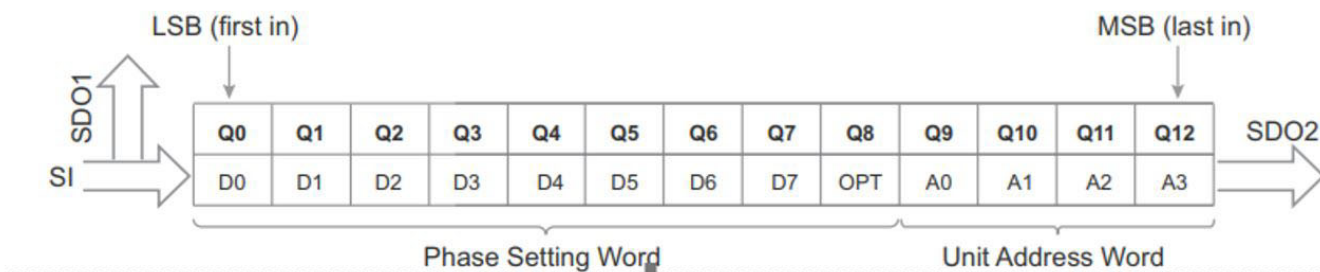 LSB (first in) MSB (last in)
SDO1
Q0 Q1 Q2 Q3 Q4 Q5 Q6 Q7 Q8 Q9 Q10 Q11 Q12 SDO2
SI D0 D1 D2 D3 D4 D5 D6 D7 OPT A0 A1 A2 A3
Phase Setting Word Unit Address Word